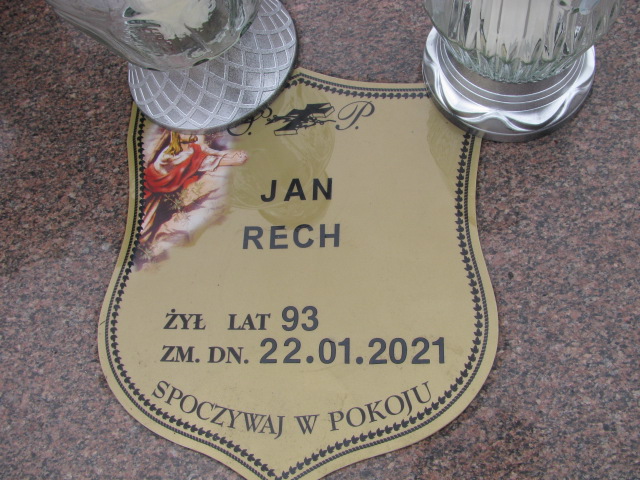 Ś. P.
JAN
RECH
ŻYŁ LAT 93
ZM. DN. 22.01.2021
SPOCZYWAJ W POKOJU